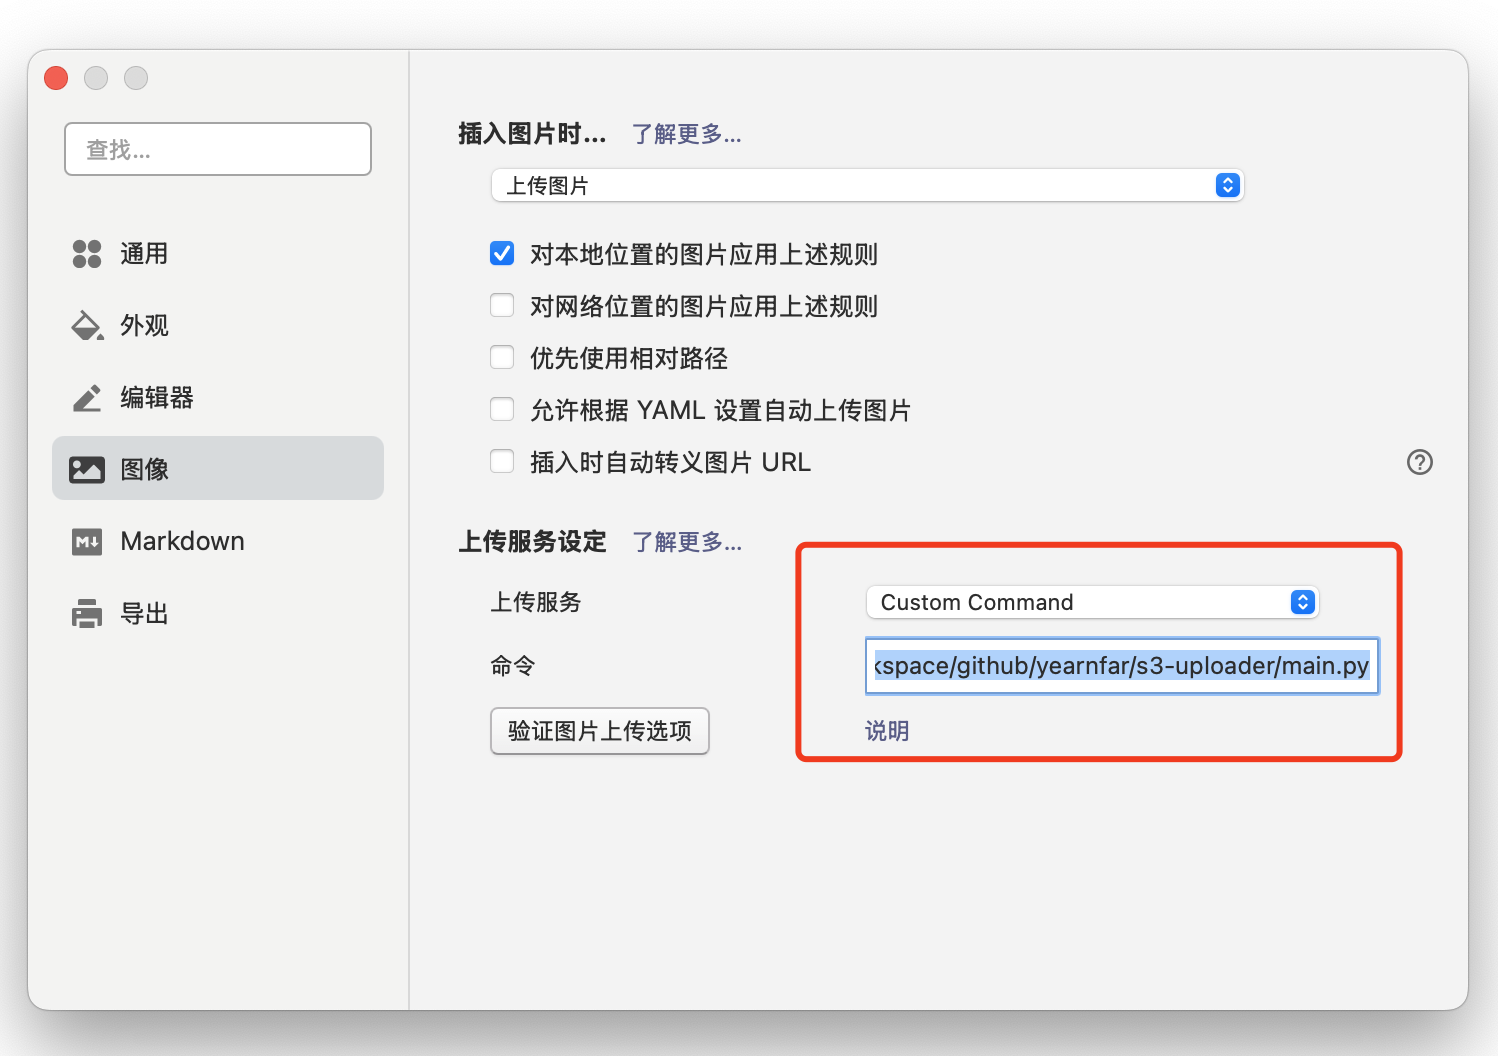 查找...
通用
外观
编辑器
图像
Markdown
导出
插入图片时... 了解更多...
上传图片
对本地位置的图片应用上述规则
对网络位置的图片应用上述规则
优先使用相对路径
允许根据 YAML 设置自动上传图片
插入时自动转义图片 URL
上传服务设定 了解更多...
上传服务 Custom Command
命令 kspace/github/yearnfar/s3-uploader/main.py
验证图片上传选项 说明